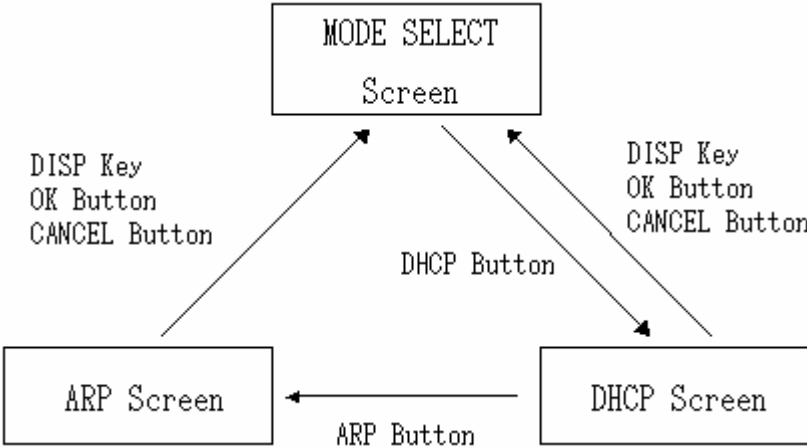 MODE SELECT
Screen
DISP Key
OK Button
CANCEL Button
DISP Key
OK Button
CANCEL Button
DHCP Button
ARP Screen
DHCP Screen
ARP Button